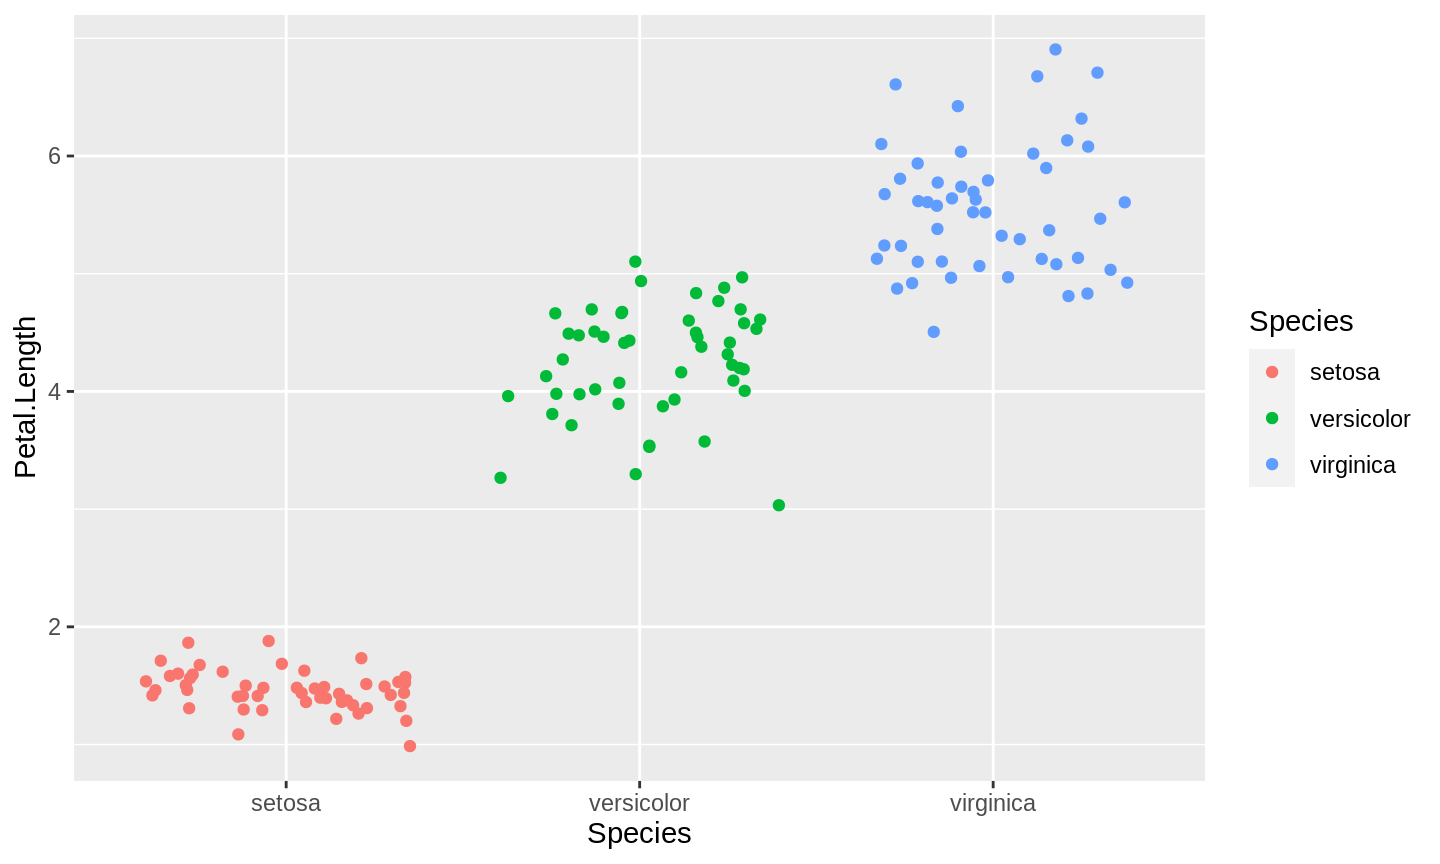 Petal.Length
6
4
2
setosa
versicolor
virginica
Species
Species
setosa
versicolor
virginica